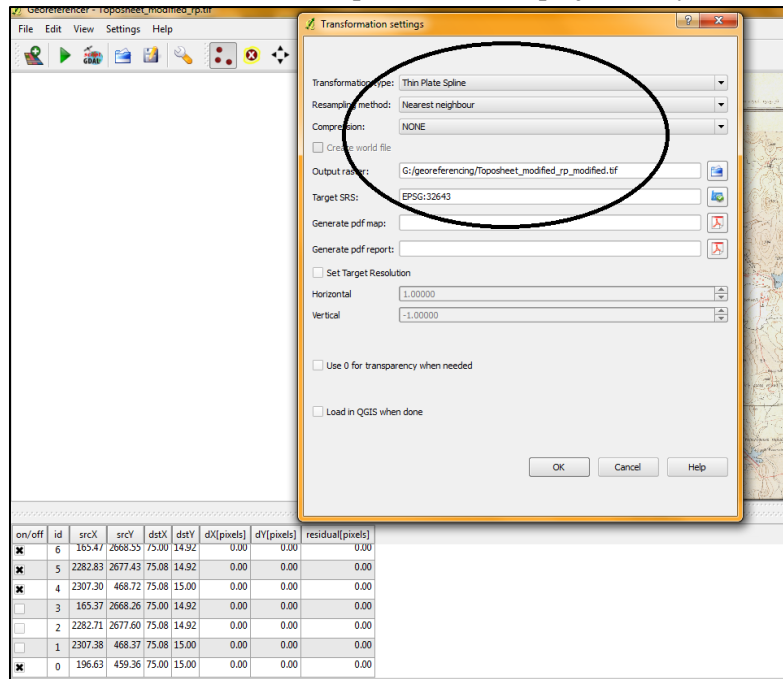 Georeferencer - Toposheet_modified_rp.tif
File Edit View Settings Help
GDAL
Transformation settings
Transformation type: Thin Plate Spline
Resampling method: Nearest neighbour
Compression: NONE
Create world file
Output raster: G:/georeferencing/Toposheet_modified_rp_modified.tif
Target SRS: EPSG:32643
Generate pdf map:
Generate pdf report:
Set Target Resolution
Horizontal 1.00000
Vertical -1.00000
Use 0 for transparency when needed
Load in QGIS when done
OK Cancel Help
on/off id srcX srcY dstX dstY dX[pixels] dY[pixels] residual[pixels]
6 165.47 2668.55 75.00 14.92 0.00 0.00 0.00
5 2282.83 2677.43 75.08 14.92 0.00 0.00 0.00
4 2307.30 468.72 75.08 15.00 0.00 0.00 0.00
3 165.37 2668.26 75.00 14.92 0.00 0.00 0.00
2 2282.71 2677.60 75.08 14.92 0.00 0.00 0.00
1 2307.38 468.37 75.08 15.00 0.00 0.00 0.00
0 196.63 459.36 75.00 15.00 0.00 0.00 0.00